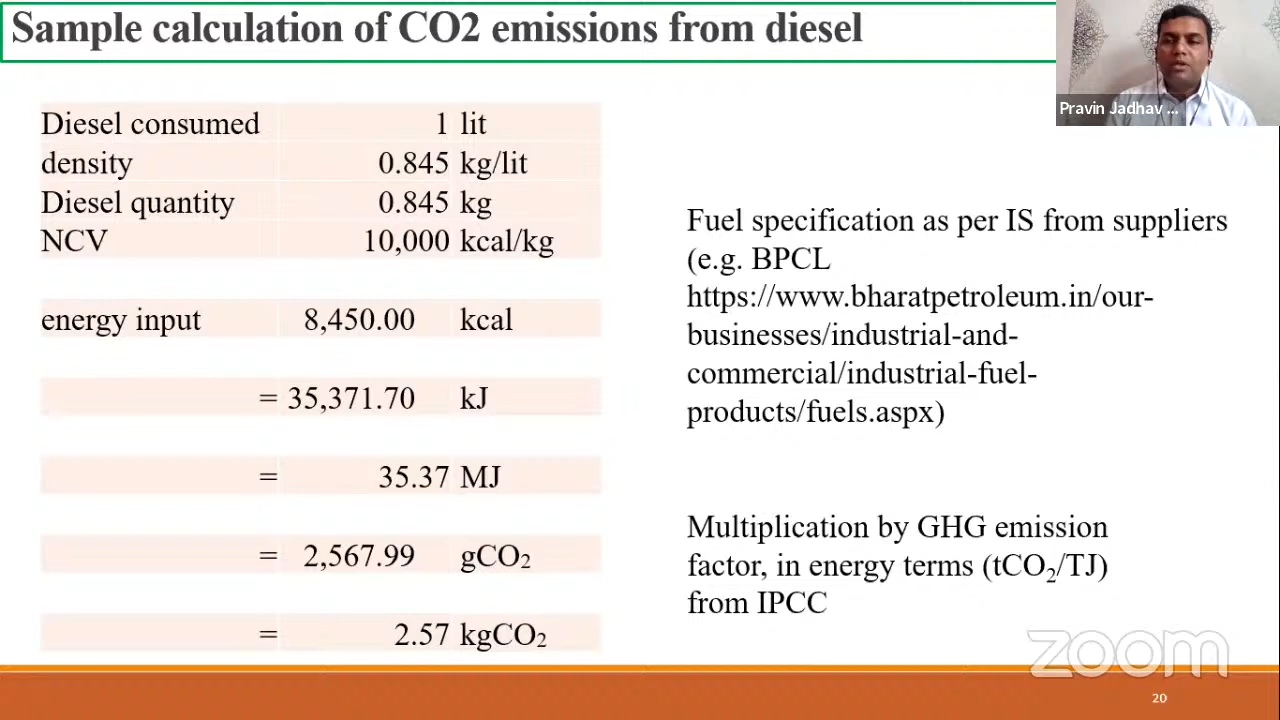 Sample calculation of CO2 emissions from diesel
Pravin Jadhav ...
Diesel consumed 1 lit
density 0.845 kg/lit
Diesel quantity 0.845 kg
NCV 10,000 kcal/kg
energy input 8,450.00 kcal
= 35,371.70 kJ
= 35.37 MJ
= 2,567.99 gCO₂
= 2.57 kgCO₂
Fuel specification as per IS from suppliers
(e.g. BPCL
https://www.bharatpetroleum.in/our-
businesses/industrial-and-
commercial/industrial-fuel-
products/fuels.aspx)
Multiplication by GHG emission
factor, in energy terms (tCO₂/TJ)
from IPCC
zoom
20